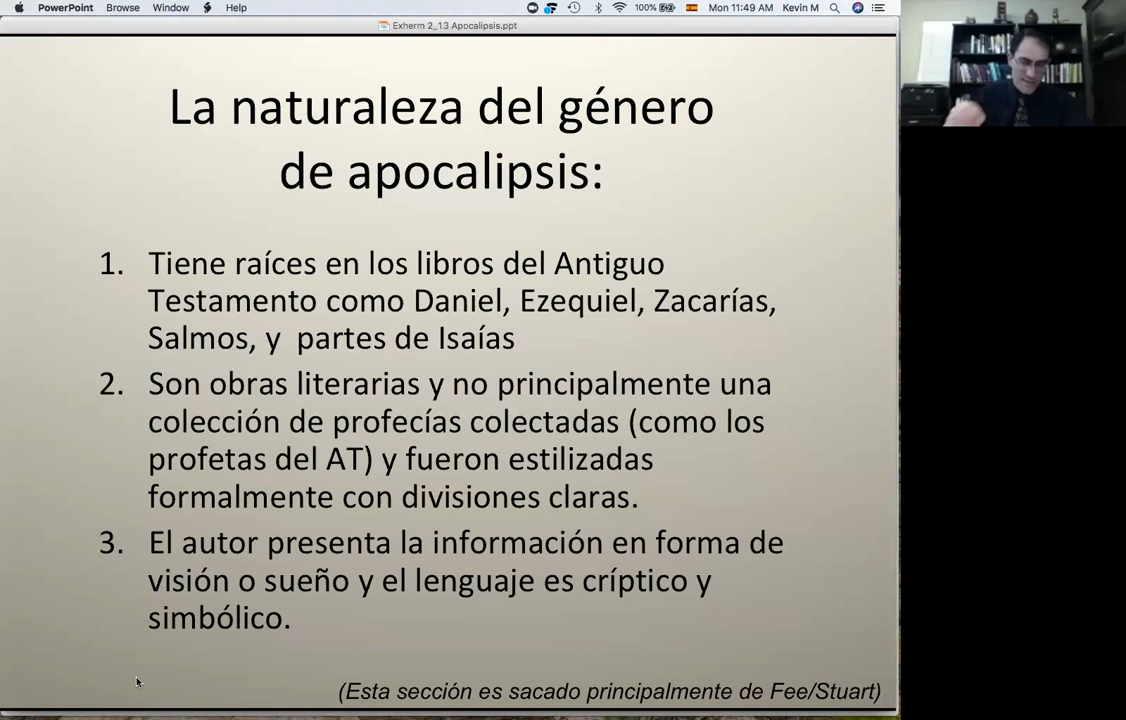 PowerPoint Browse Window Help 100% Mon 11:49 AM Kevin M
Exherm 2_13 Apocalipsis.ppt
La naturaleza del género
de apocalipsis:
1. Tiene raíces en los libros del Antiguo
Testamento como Daniel, Ezequiel, Zacarías,
Salmos, y  partes de Isaías
2. Son obras literarias y no principalmente una
colección de profecías colectadas (como los
profetas del AT) y fueron estilizadas
formalmente con divisiones claras.
3. El autor presenta la información en forma de
visión o sueño y el lenguaje es críptico y
simbólico.
(Esta sección es sacado principalmente de Fee/Stuart)